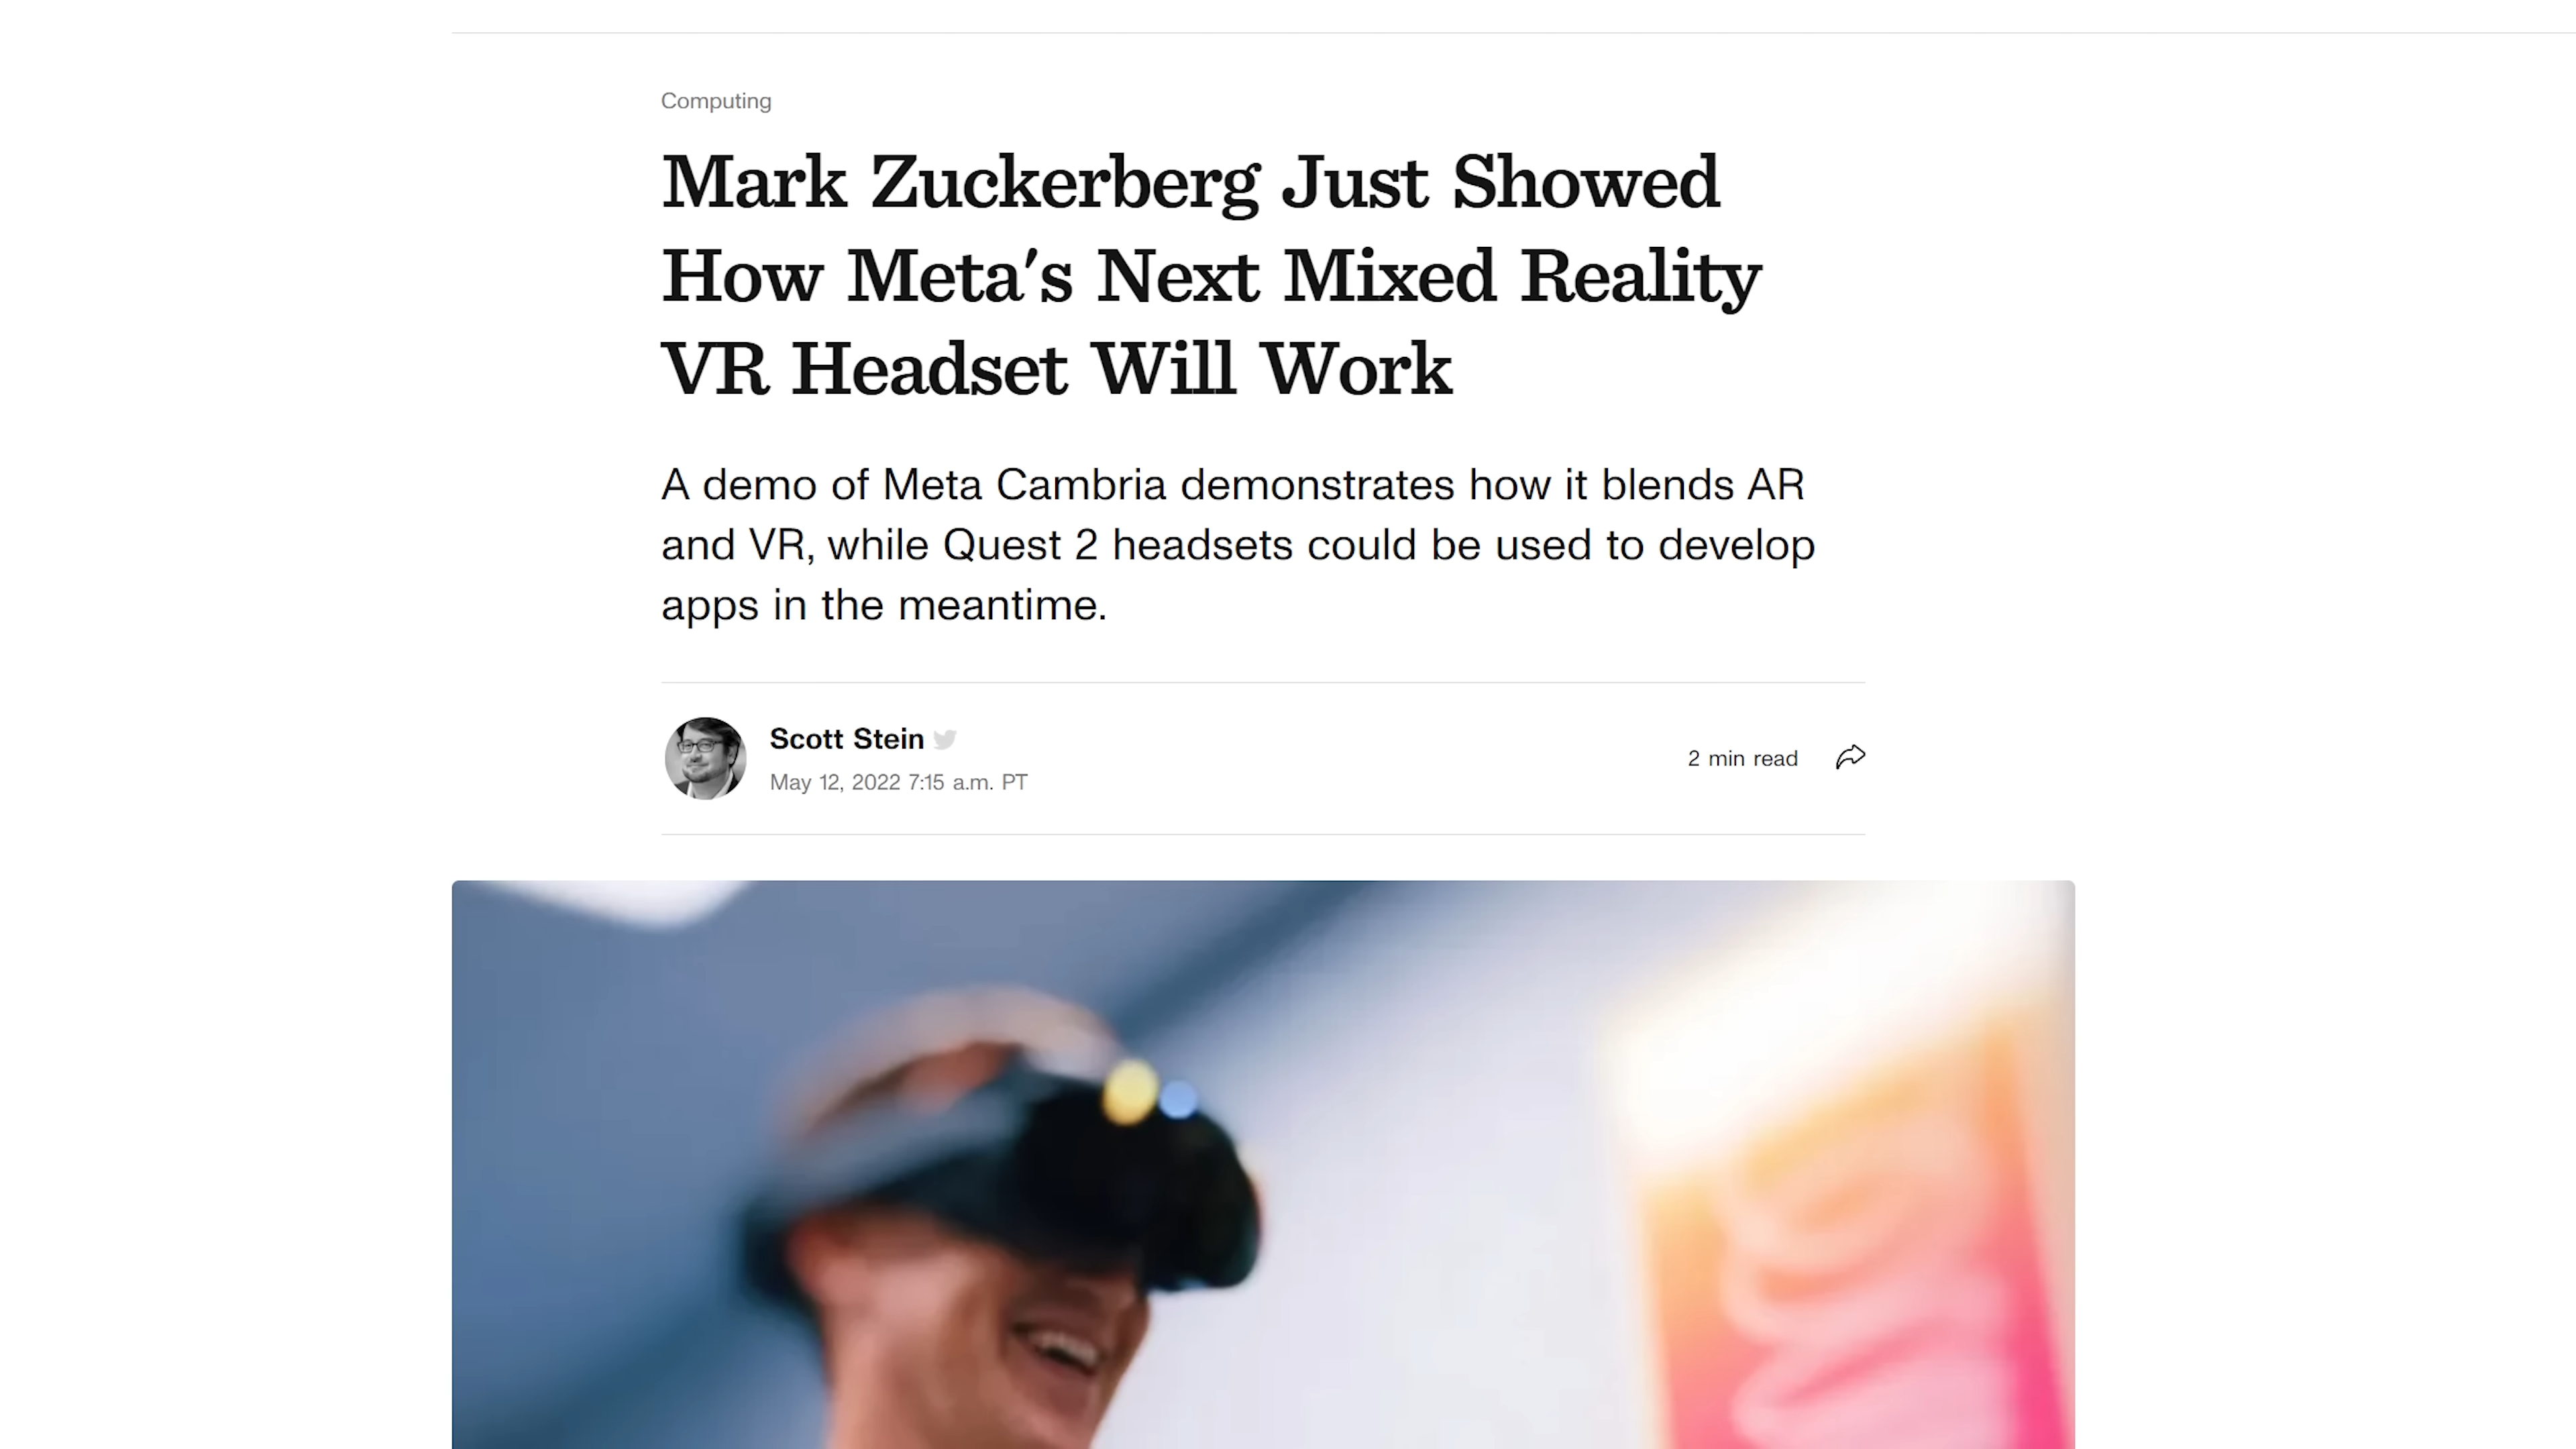 Computing
Mark Zuckerberg Just Showed
How Meta's Next Mixed Reality
VR Headset Will Work
A demo of Meta Cambria demonstrates how it blends AR
and VR, while Quest 2 headsets could be used to develop
apps in the meantime.
Scott Stein
May 12, 2022 7:15 a.m. PT
2 min read